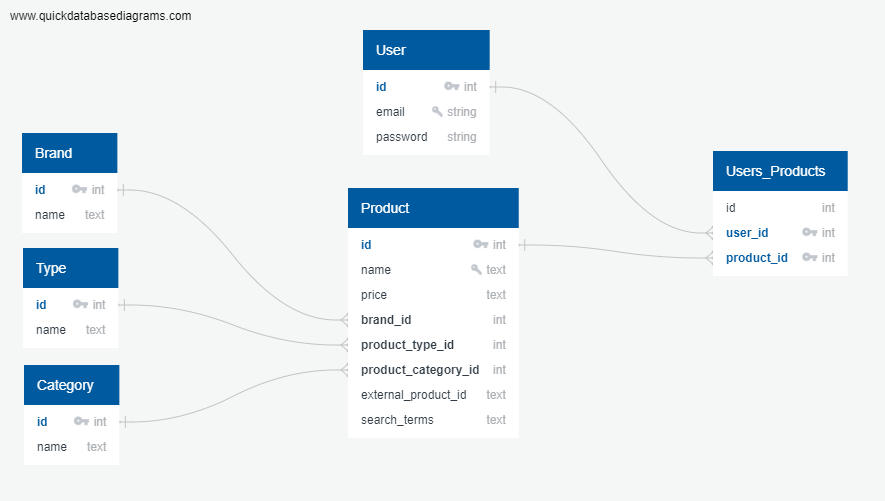 www.quickdatabasediagrams.com
User
id int
email string
password string
Brand
id int
name text
Type
id int
name text
Category
id int
name text
Product
id int
name text
price text
brand_id int
product_type_id int
product_category_id int
external_product_id text
search_terms text
Users_Products
id int
user_id int
product_id int